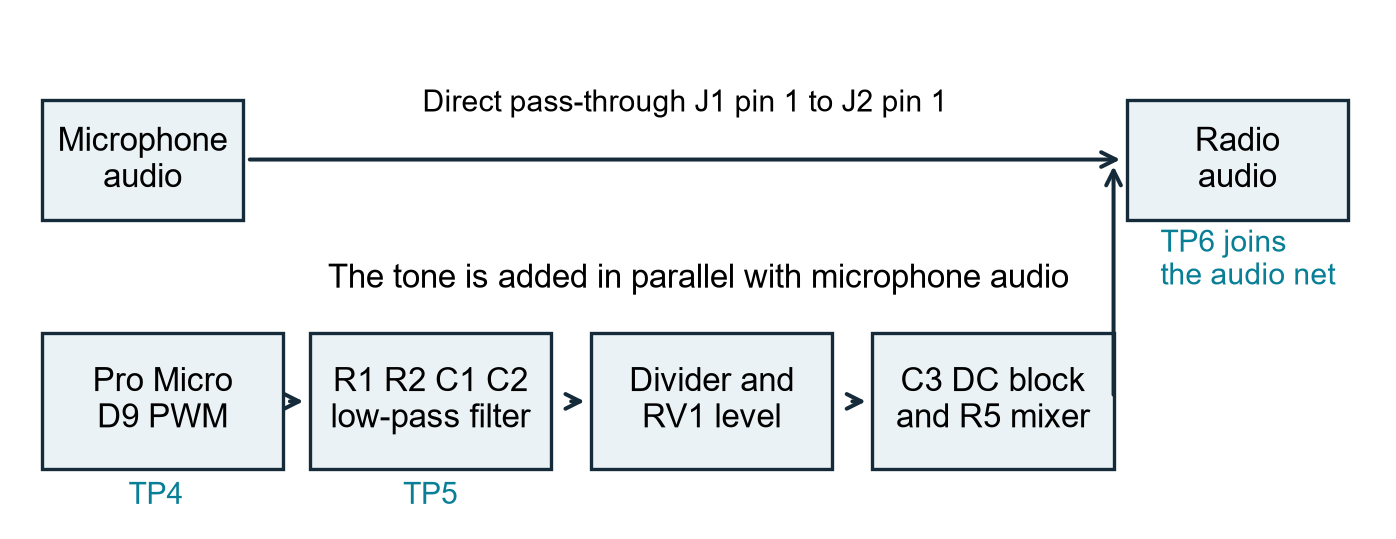 Direct pass-through J1 pin 1 to J2 pin 1
Microphone
audio
Radio
audio
TP6 joins
the audio net
The tone is added in parallel with microphone audio
Pro Micro
D9 PWM
R1 R2 C1 C2
low-pass filter
Divider and
RV1 level
C3 DC block
and R5 mixer
TP4
TP5